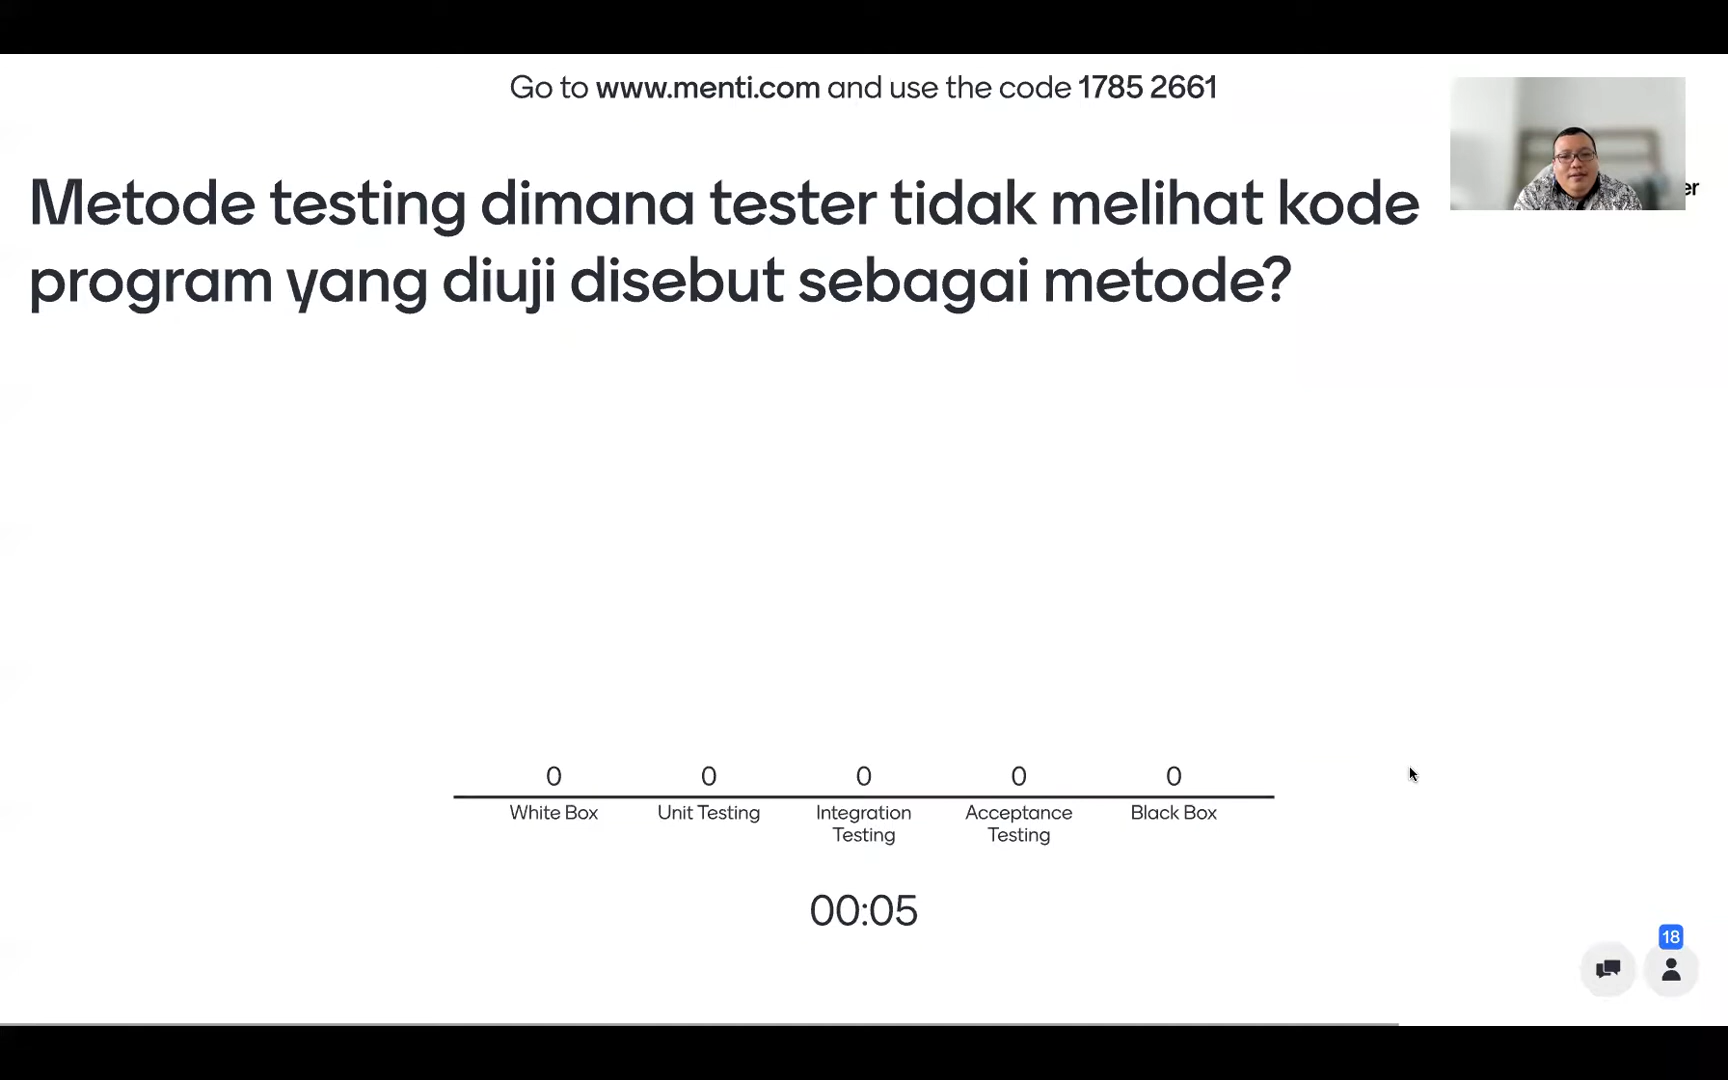 Go to www.menti.com and use the code 1785 2661
Metode testing dimana tester tidak melihat kode
program yang diuji disebut sebagai metode?
er
0 0 0 0 0
White Box Unit Testing Integration Testing Acceptance Testing Black Box
00:05
18